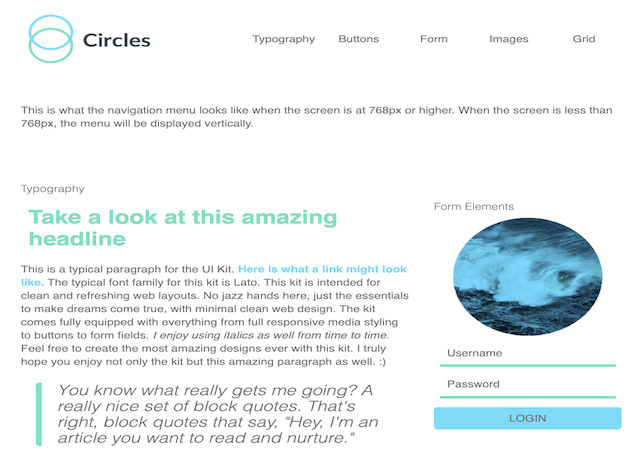 Circles
Typography Buttons Form Images Grid
This is what the navigation menu looks like when the screen is at 768px or higher. When the screen is less than
768px, the menu will be displayed vertically.
Typography
Take a look at this amazing
headline
This is a typical paragraph for the UI Kit. Here is what a link might look
like. The typical font family for this kit is Lato. This kit is intended for
clean and refreshing web layouts. No jazz hands here, just the essentials
to make dreams come true, with minimal clean web design. The kit
comes fully equipped with everything from full responsive media styling
to buttons to form fields. I enjoy using italics as well from time to time.
Feel free to create the most amazing designs ever with this kit. I truly
hope you enjoy not only the kit but this amazing paragraph as well. :)
You know what really gets me going? A
really nice set of block quotes. That's
right, block quotes that say, "Hey, I'm an
article you want to read and nurture."
Form Elements
Username
Password
LOGIN